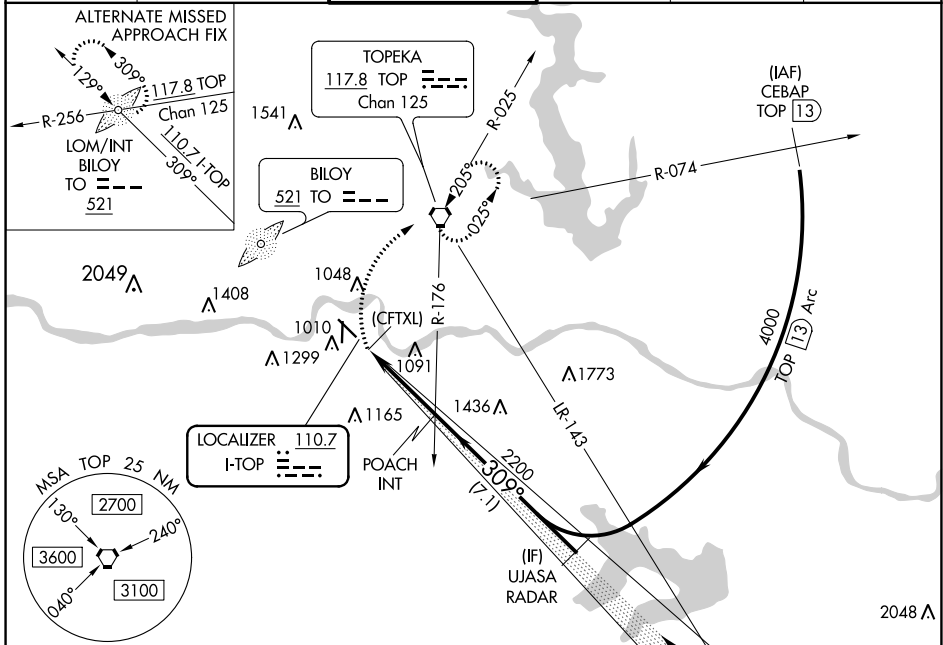 ALTERNATE MISSED
APPROACH FIX
309°
129°
117.8 TOP
Chan 125
R-256
110.7 I-TOP
309°
LOM/INT
BILOY
TO
521
1541
TOPEKA
117.8 TOP
Chan 125
R-025
(IAF)
CEBAP
TOP 13
BILOY
521 TO
205°
025°
R-074
2049
1408
1048
R-176
(CFTXL)
1010
1299
1091
4000
TOP 13 Arc
1773
1165
1436
LR-143
LOCALIZER 110.7
I-TOP
POACH
INT
2200
309°
(7.1)
(IF)
UJASA
RADAR
MSA TOP 25 NM
130°
2700
240°
3600
3100
040°
2048